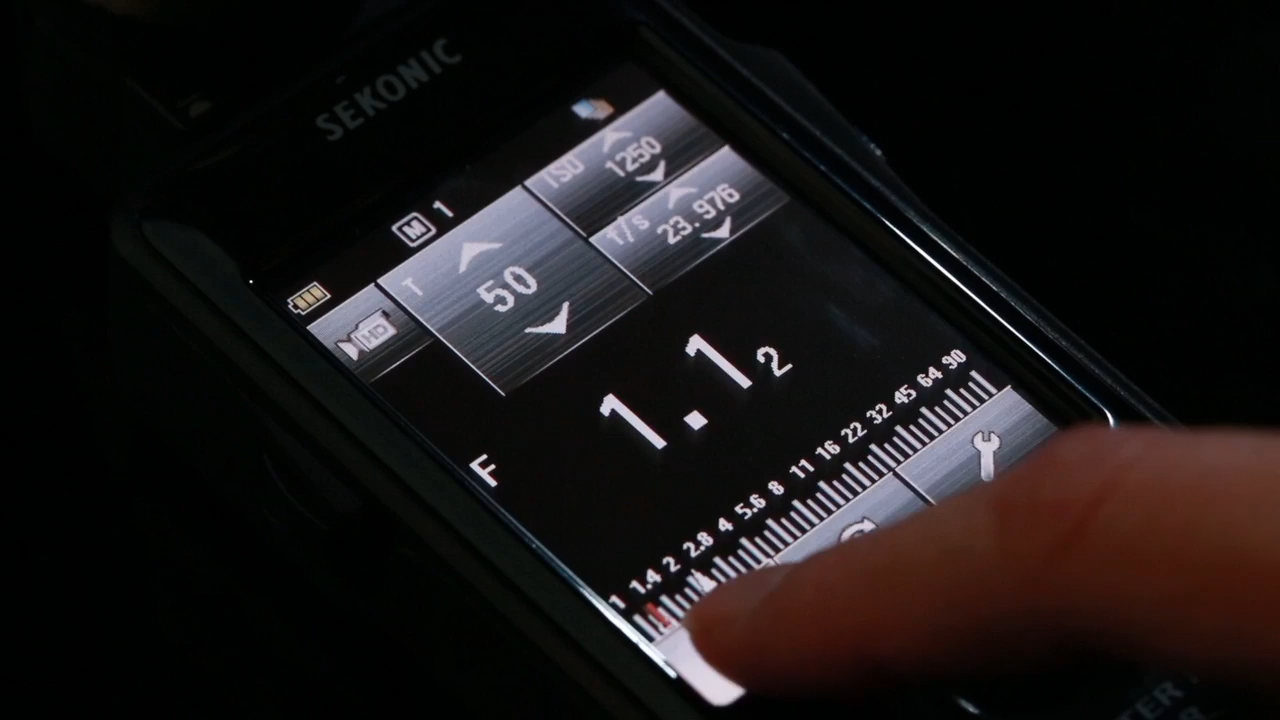 SEKONIC
M 1
ISO 1250
T 50
f/s 23.976
HD
F 1.1 2
1 1.4 2 2.8 4 5.6 8 11 16 22 32 45 64 90